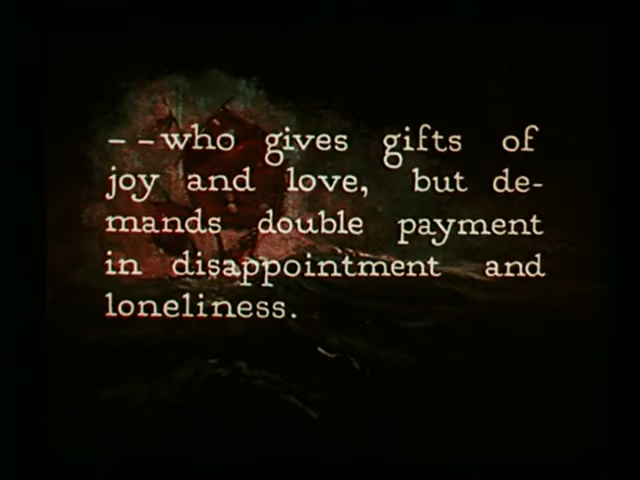 --who gives gifts of
joy and love, but de-
mands double payment
in disappointment and
loneliness.